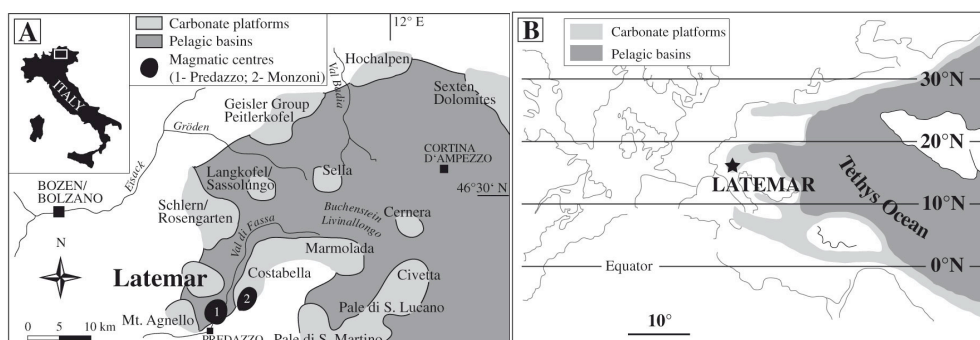 A
ITALY
Carbonate platforms
Pelagic basins
Magmatic centres
(1- Predazzo; 2- Monzoni)
12° E
Hochalpen
Val Badia
Sexten
Dolomites
Geisler Group
Peitlerkofel
Gröden
Eisack
CORTINA
D'AMPEZZO
Langkofel/
Sassolungo
Sella
46°30' N
BOZEN/
BOLZANO
Schlern/
Rosengarten
Buchenstein
Livinallongo
Cernera
Val di Fassa
N
Marmolada
Latemar
Costabella
Civetta
2
1
Pale di S. Lucano
Mt. Agnello
0 5 10 km
PREDAZZO
Pale di S. Martino
B
Carbonate platforms
Pelagic basins
30°N
20°N
LATEMAR
Tethys Ocean
10°N
Equator
0°N
10°